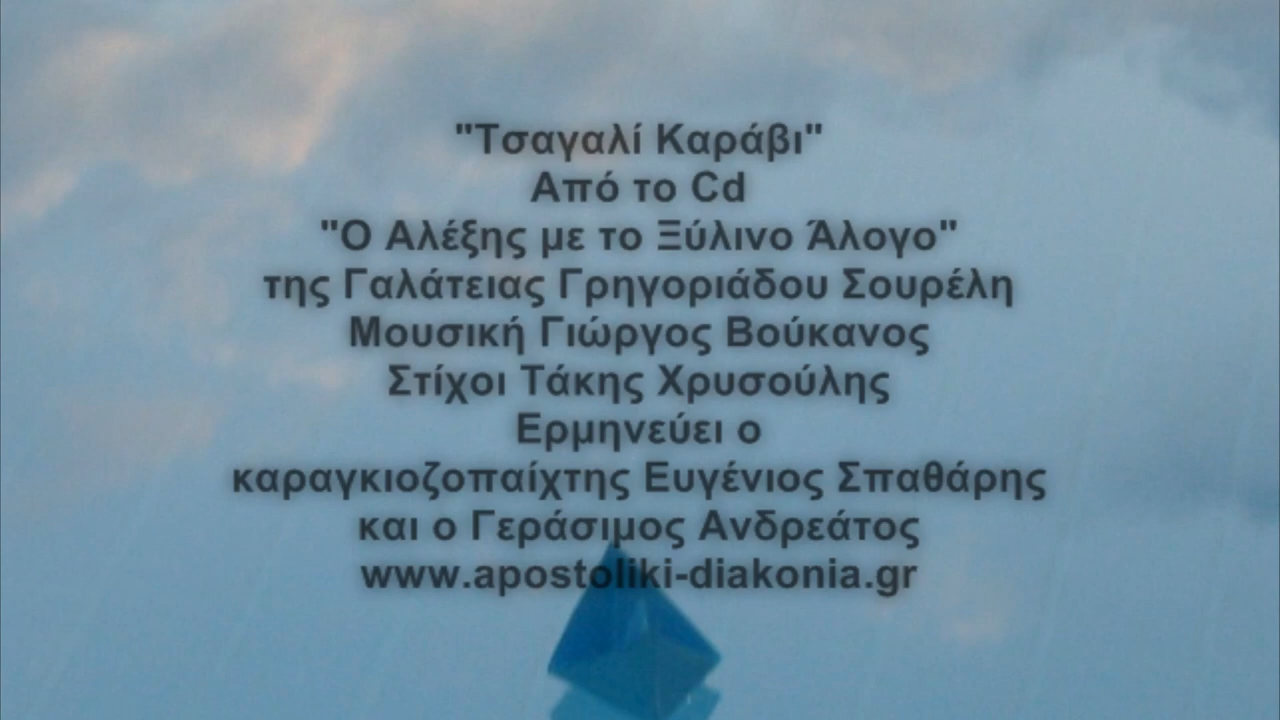 "Τσαγαλί Καράβι"
Από το Cd
"Ο Αλέξης με το Ξύλινο Άλογο"
της Γαλάτειας Γρηγοριάδου Σουρέλη
Μουσική Γιώργος Βούκανος
Στίχοι Τάκης Χρυσούλης
Ερμηνεύει ο
καραγκιοζοπαίχτης Ευγένιος Σπαθάρης
και ο Γεράσιμος Ανδρεάτος
www.apostoliki-diakonia.gr